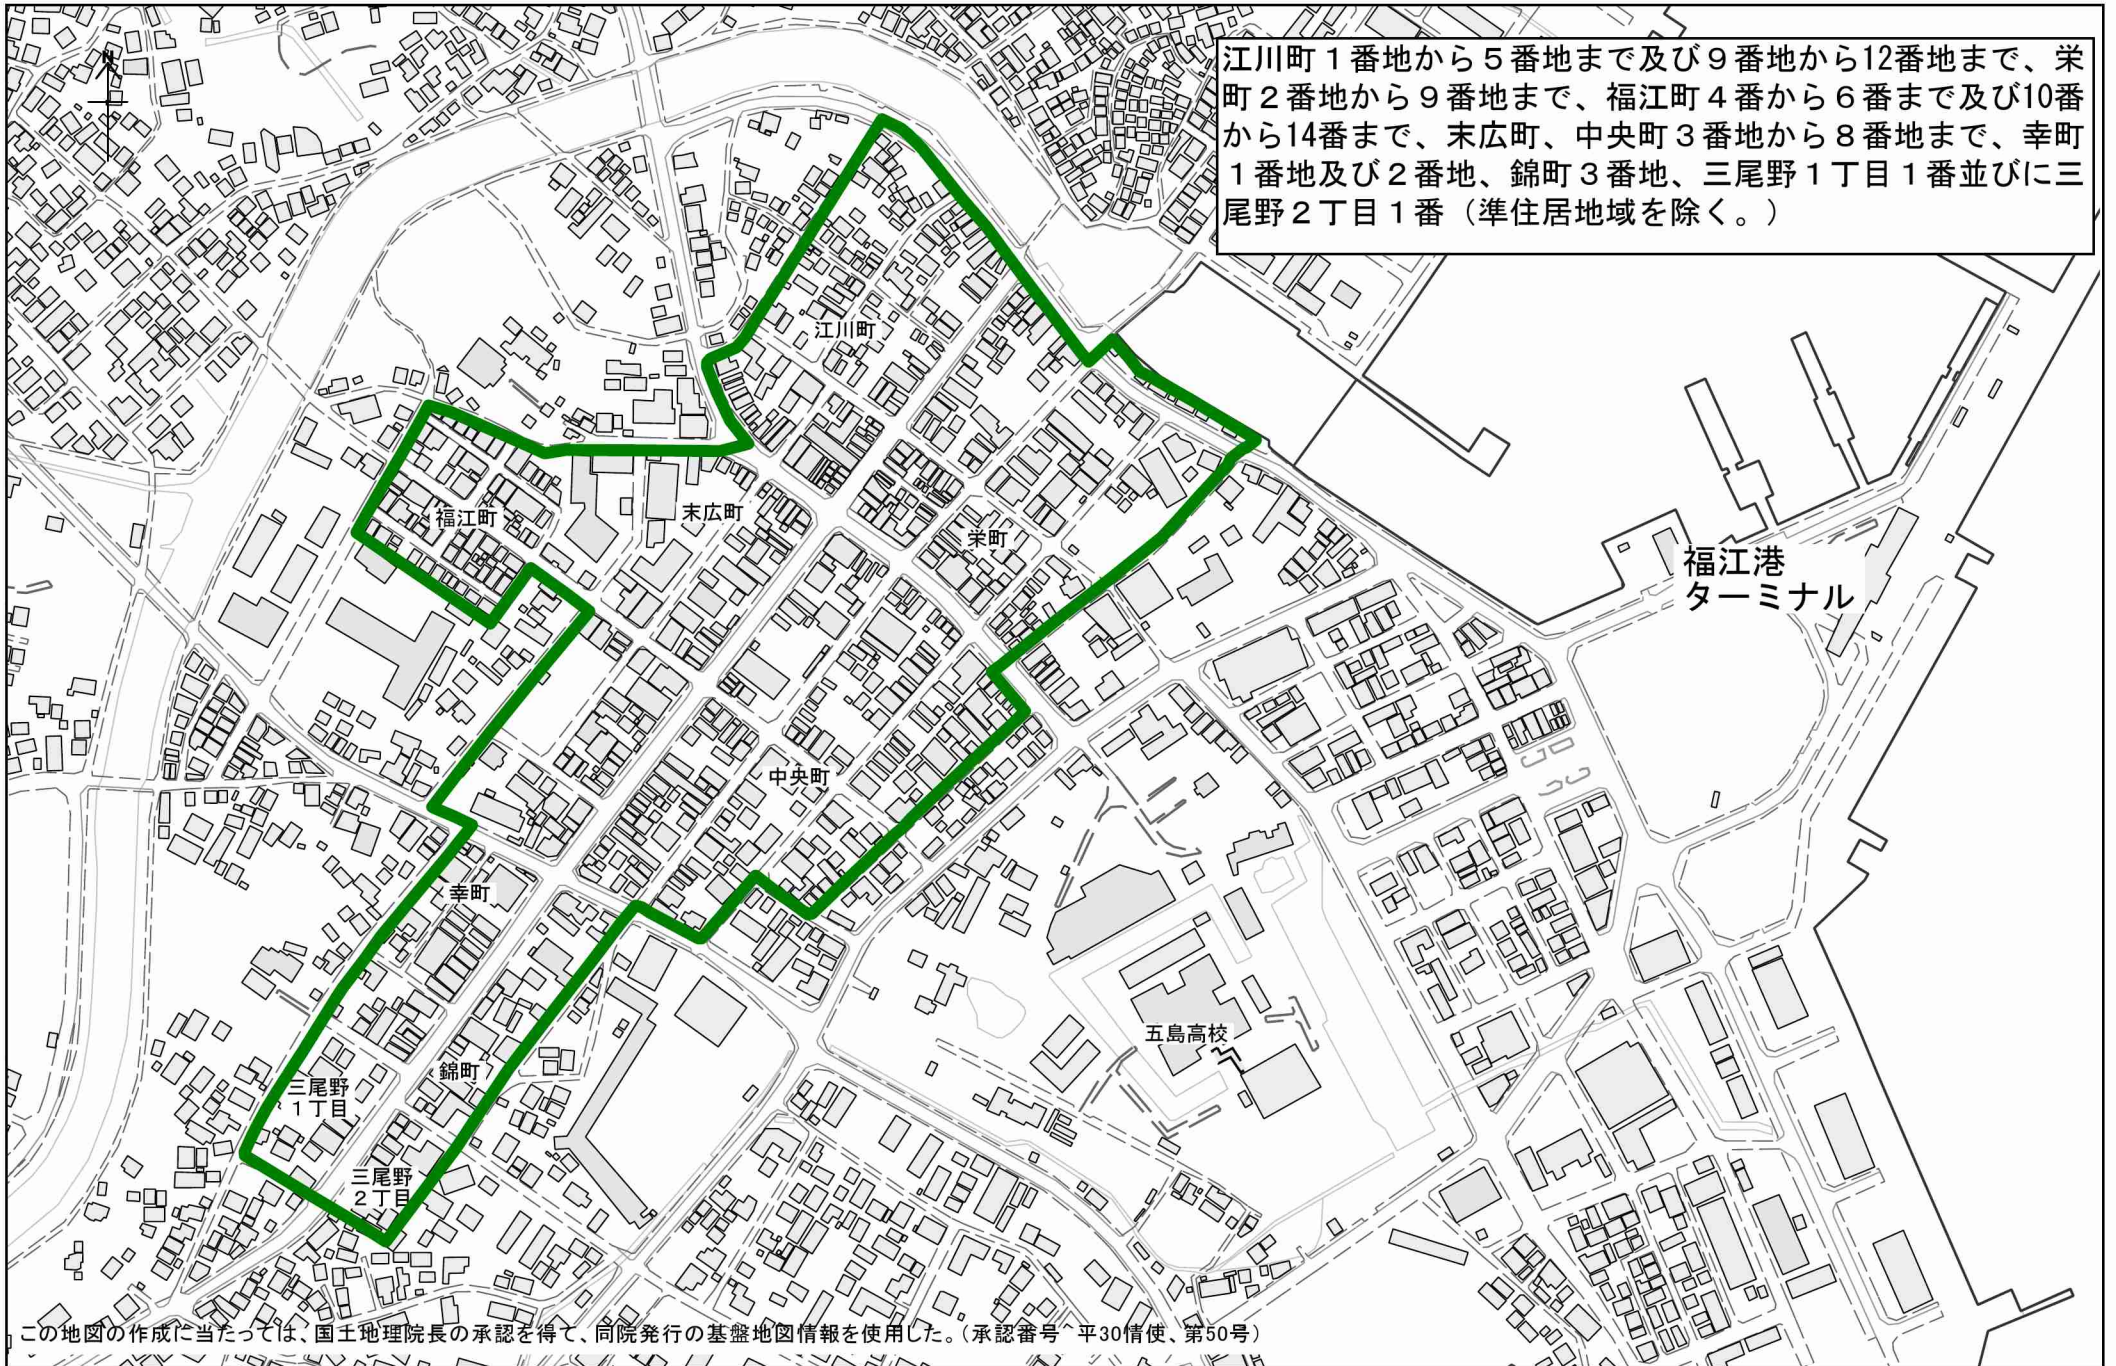 江川町１番地から５番地まで及び９番地から12番地まで、栄
町２番地から９番地まで、福江町４番から６番まで及び10番
から14番まで、末広町、中央町３番地から８番地まで、幸町
１番地及び２番地、錦町３番地、三尾野１丁目１番並びに三
尾野２丁目１番（準住居地域を除く。）
N
江川町
福江町
末広町
栄町
福江港
ターミナル
中央町
幸町
五島高校
錦町
三尾野
１丁目
三尾野
２丁目
この地図の作成に当たっては、国土地理院長の承認を得て、同院発行の基盤地図情報を使用した。（承認番号 平30情使、第50号）